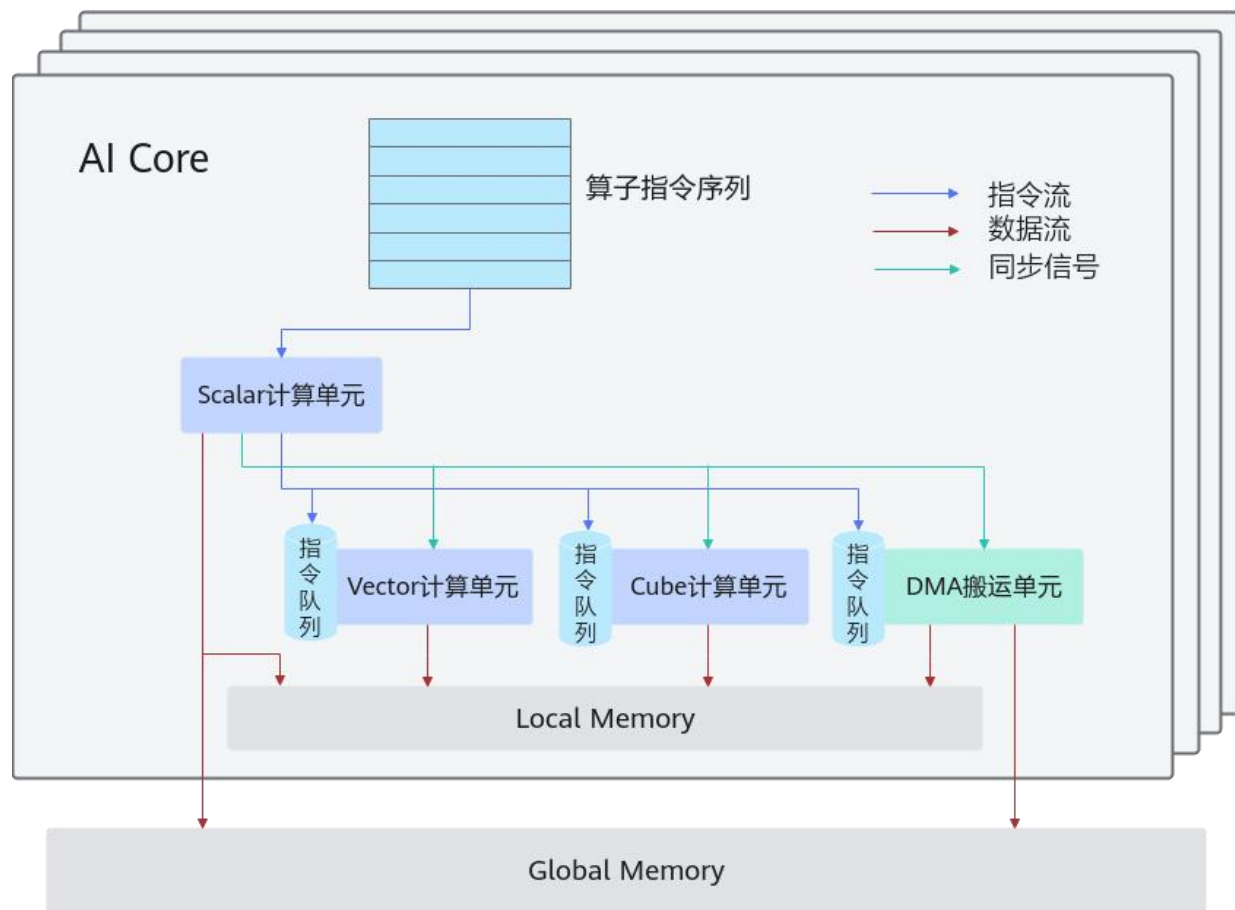 AI Core
算子指令序列
指令流
数据流
同步信号
Scalar计算单元
指令队列
Vector计算单元
指令队列
Cube计算单元
指令队列
DMA搬运单元
Local Memory
Global Memory